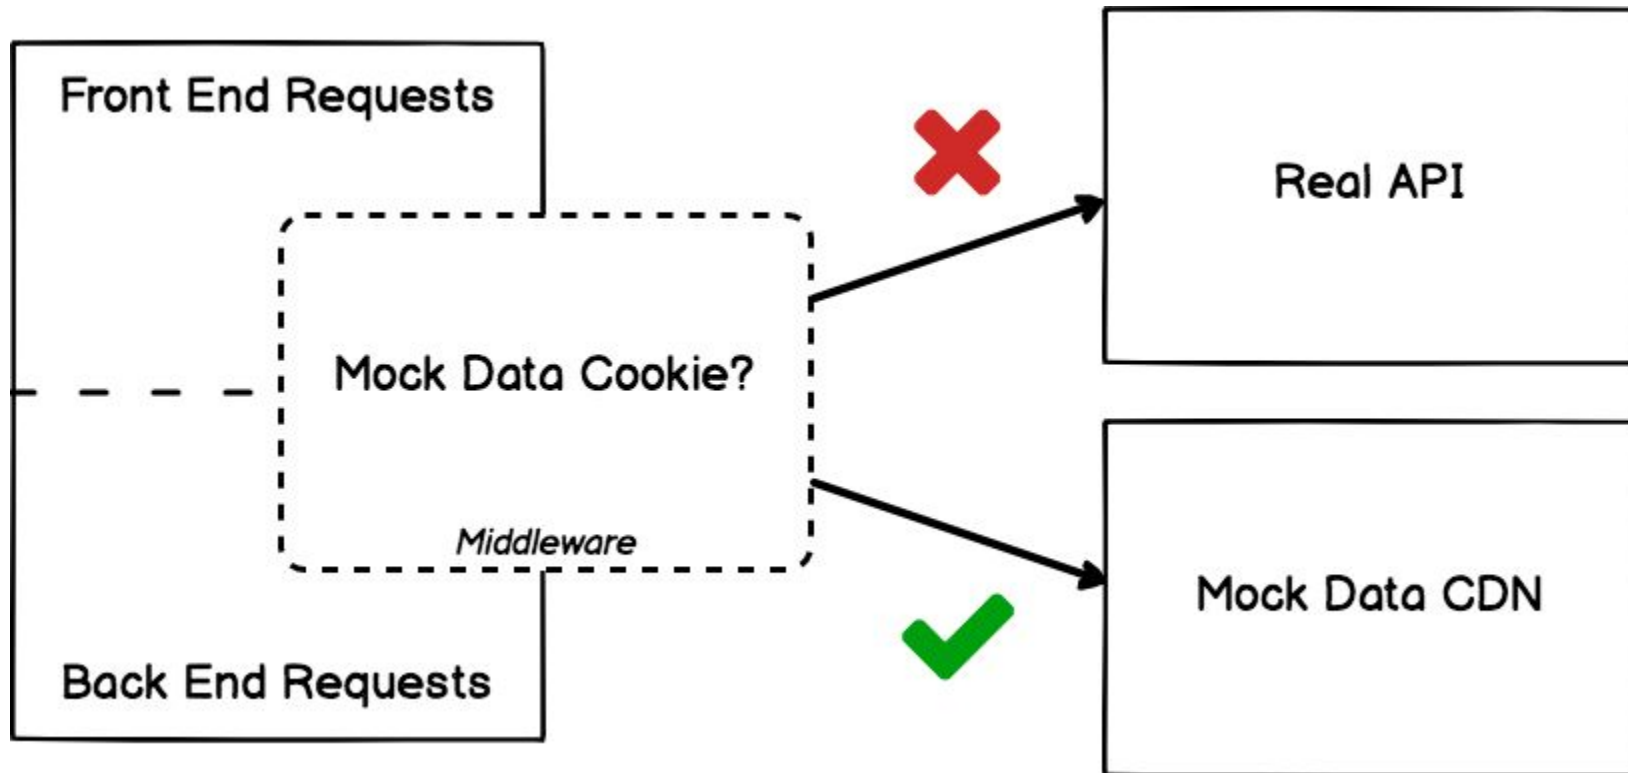 Front End Requests
Real API
Mock Data Cookie?
Middleware
Mock Data CDN
Back End Requests